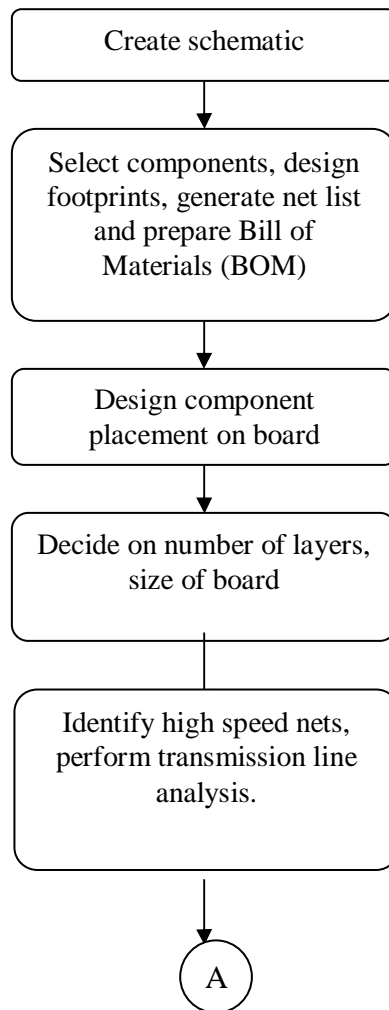 Create schematic
Select components, design
footprints, generate net list
and prepare Bill of
Materials (BOM)
Design component
placement on board
Decide on number of layers,
size of board
Identify high speed nets,
perform transmission line
analysis.
A